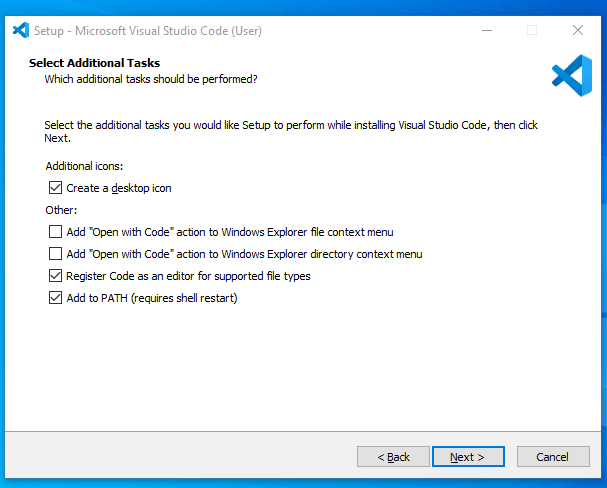 Setup - Microsoft Visual Studio Code (User)
Select Additional Tasks
Which additional tasks should be performed?
Select the additional tasks you would like Setup to perform while installing Visual Studio Code, then click
Next.
Additional icons:
Create a desktop icon
Other:
Add "Open with Code" action to Windows Explorer file context menu
Add "Open with Code" action to Windows Explorer directory context menu
Register Code as an editor for supported file types
Add to PATH (requires shell restart)
< Back Next > Cancel